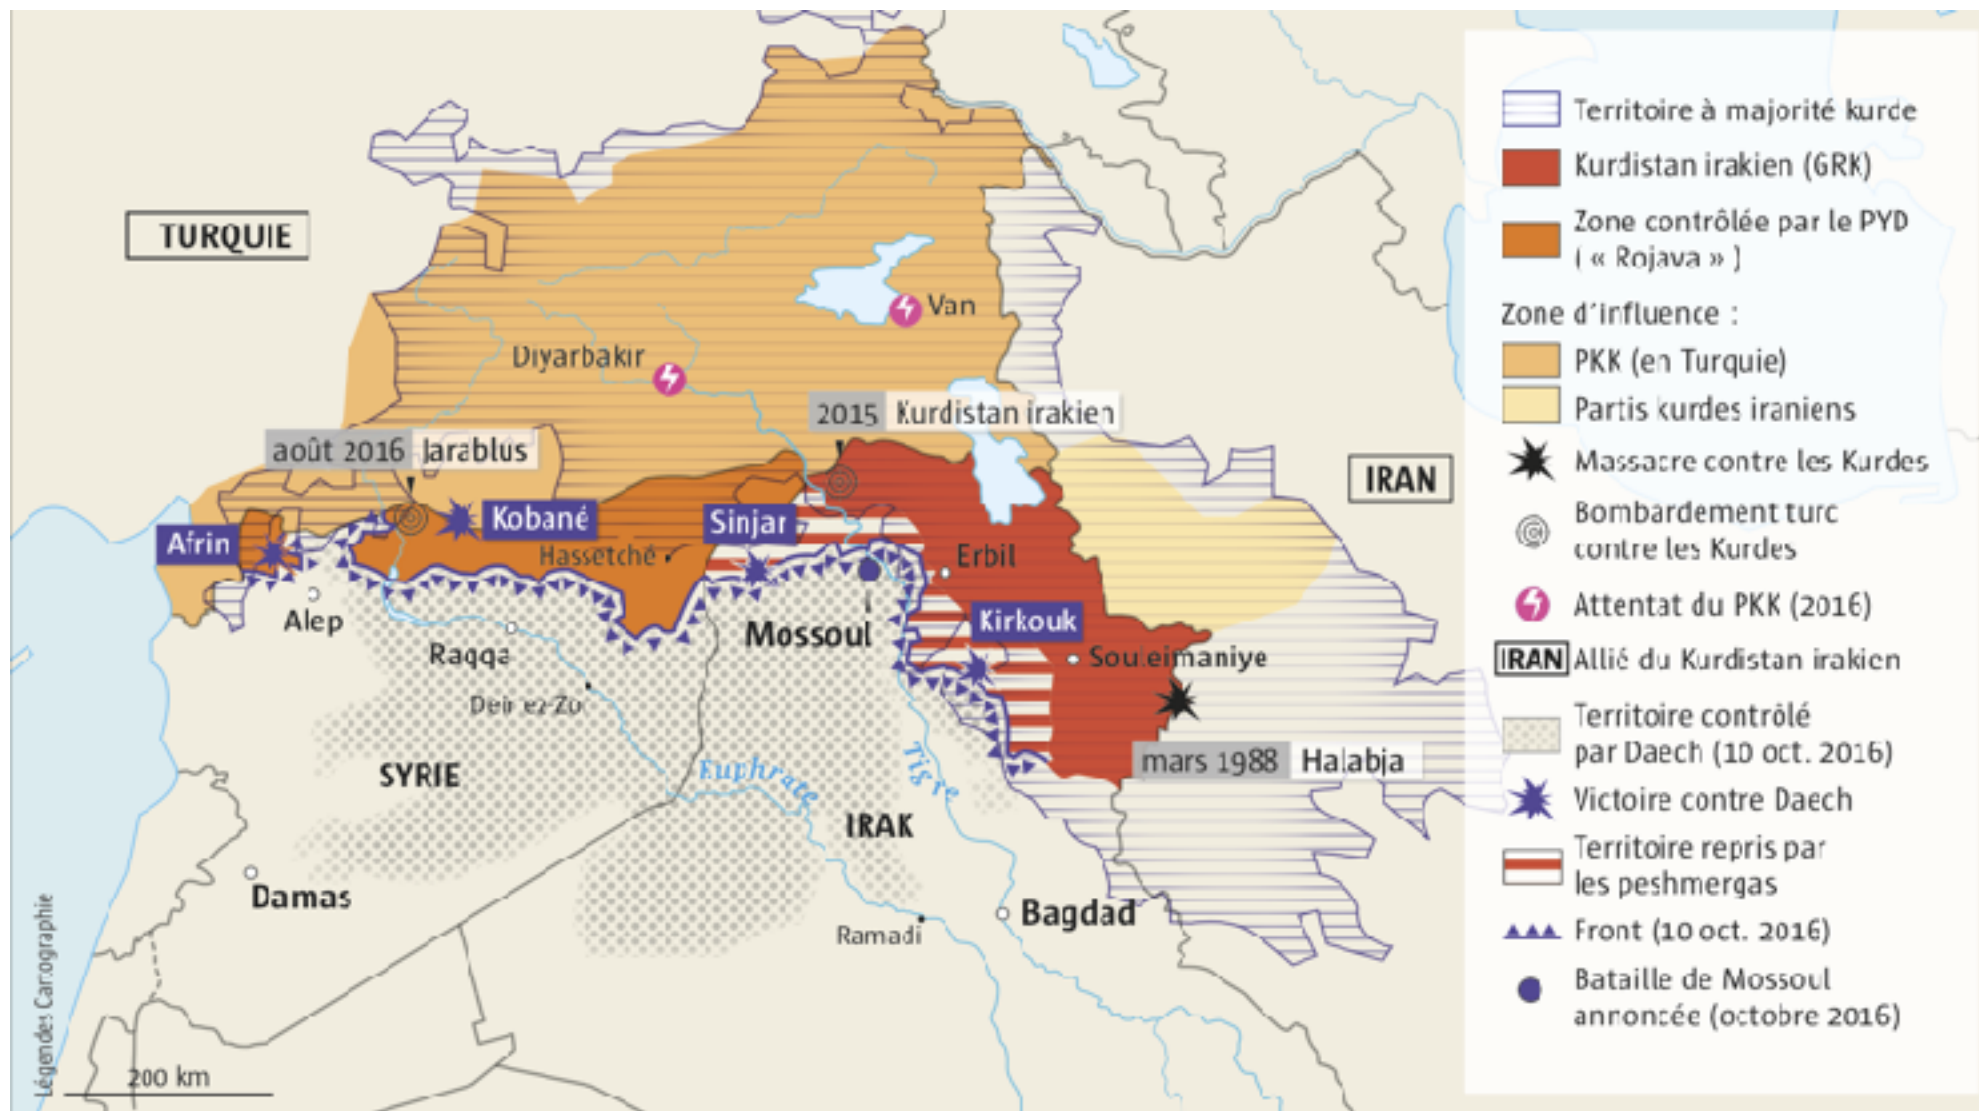 TURQUIE
Van
Diyarbakir
2015 Kurdistan irakien
août 2016 Jarablus
IRAN
Kobané
Sinjar
Afrin
Hassetché
Erbil
Alep
Kirkouk
Mossoul
Raqqa
Souleimaniye
Deir ez-Zo
SYRIE
mars 1988 Halabja
Euphrate
Tigre
IRAK
Damas
Bagdad
Ramadi
200 km
Légendes Cartographie
Territoire à majorité kurde
Kurdistan irakien (GRK)
Zone contrôlée par le PYD
( « Rojava » )
Zone d'influence :
PKK (en Turquie)
Partis kurdes iraniens
Massacre contre les Kurdes
Bombardement turc
contre les Kurdes
Attentat du PKK (2016)
IRAN Allié du Kurdistan irakien
Territoire contrôlé
par Daech (10 oct. 2016)
Victoire contre Daech
Territoire repris par
les peshmergas
Front (10 oct. 2016)
Bataille de Mossoul
annoncée (octobre 2016)